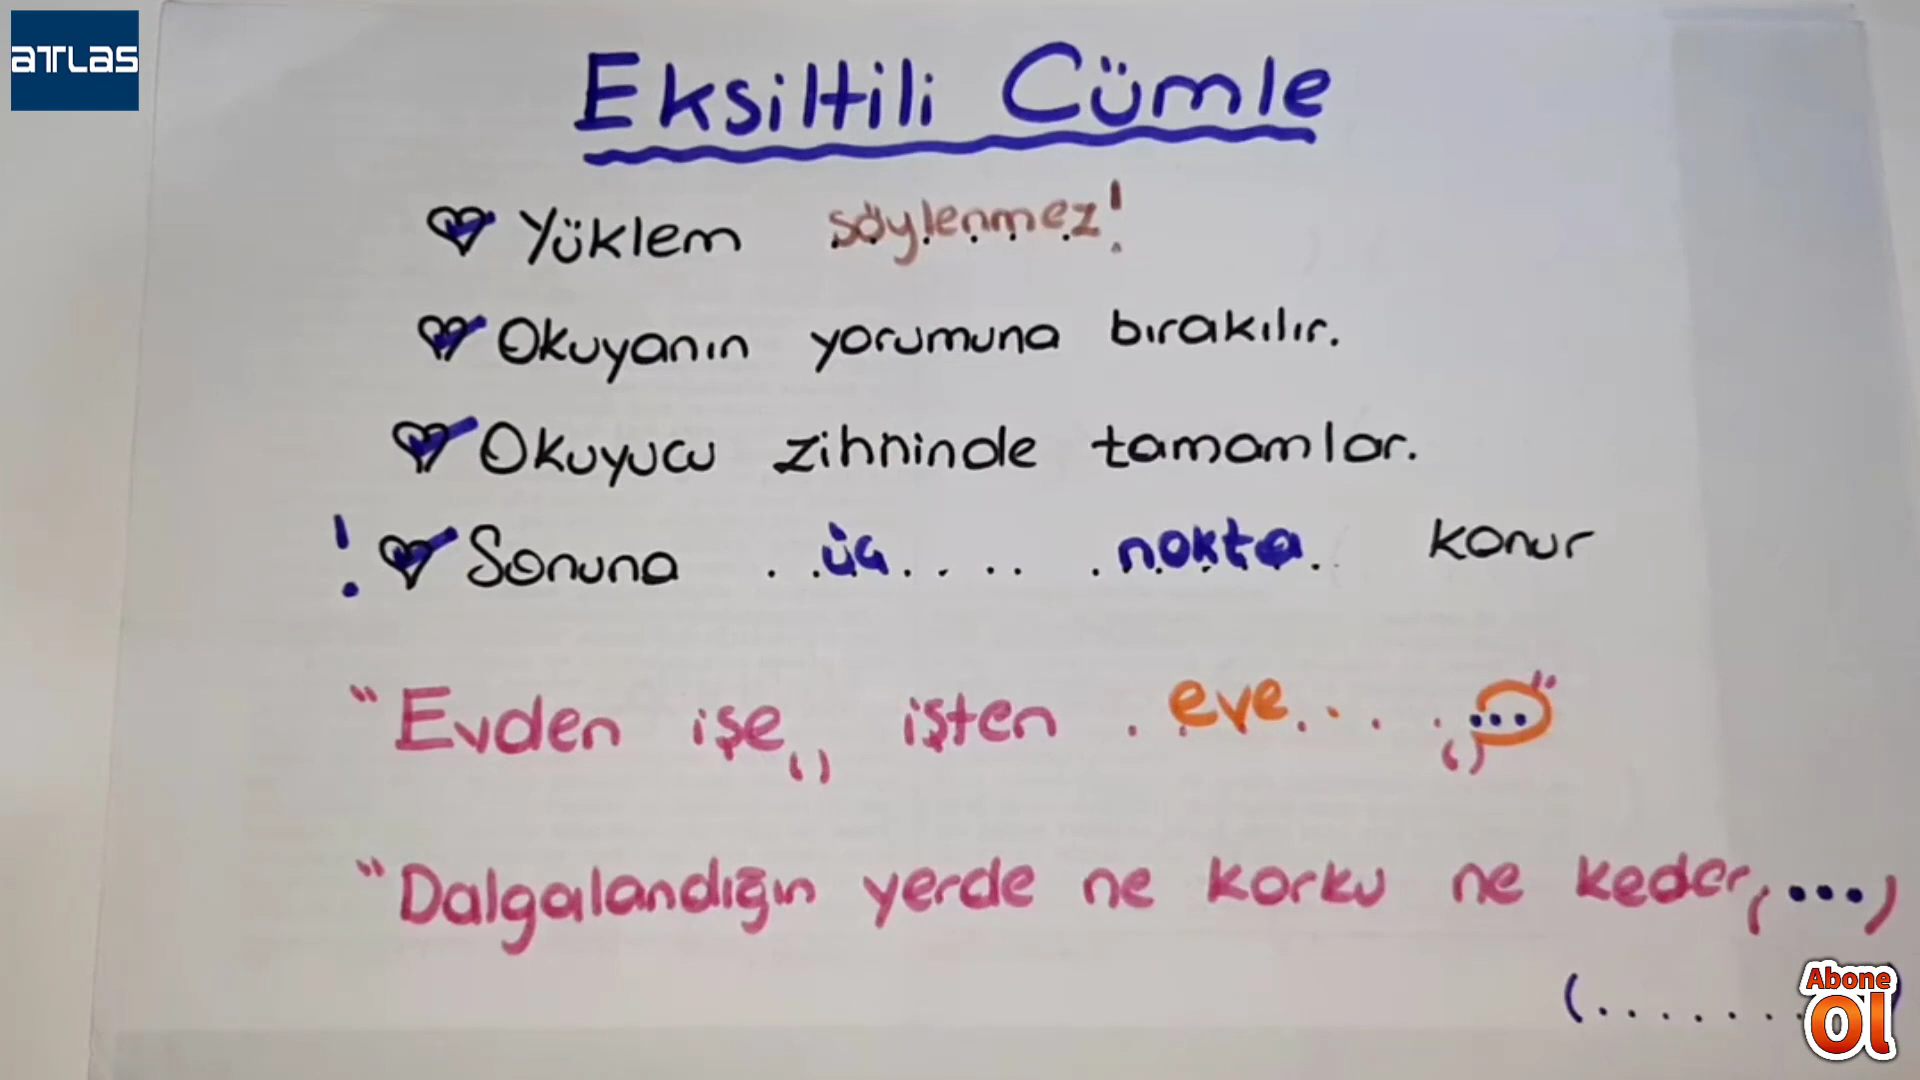 aTLas
Eksiltili Cümle
Yüklem söylenmez!
Okuyanın yorumuna bırakılır.
Okuyucu zihninde tamamlar.
! Sonuna üç nokta konur
"Evden işe, işten eve..."
"Dalgalandığın yerde ne korku ne keder, (...)
(.......)
Abone
Ol